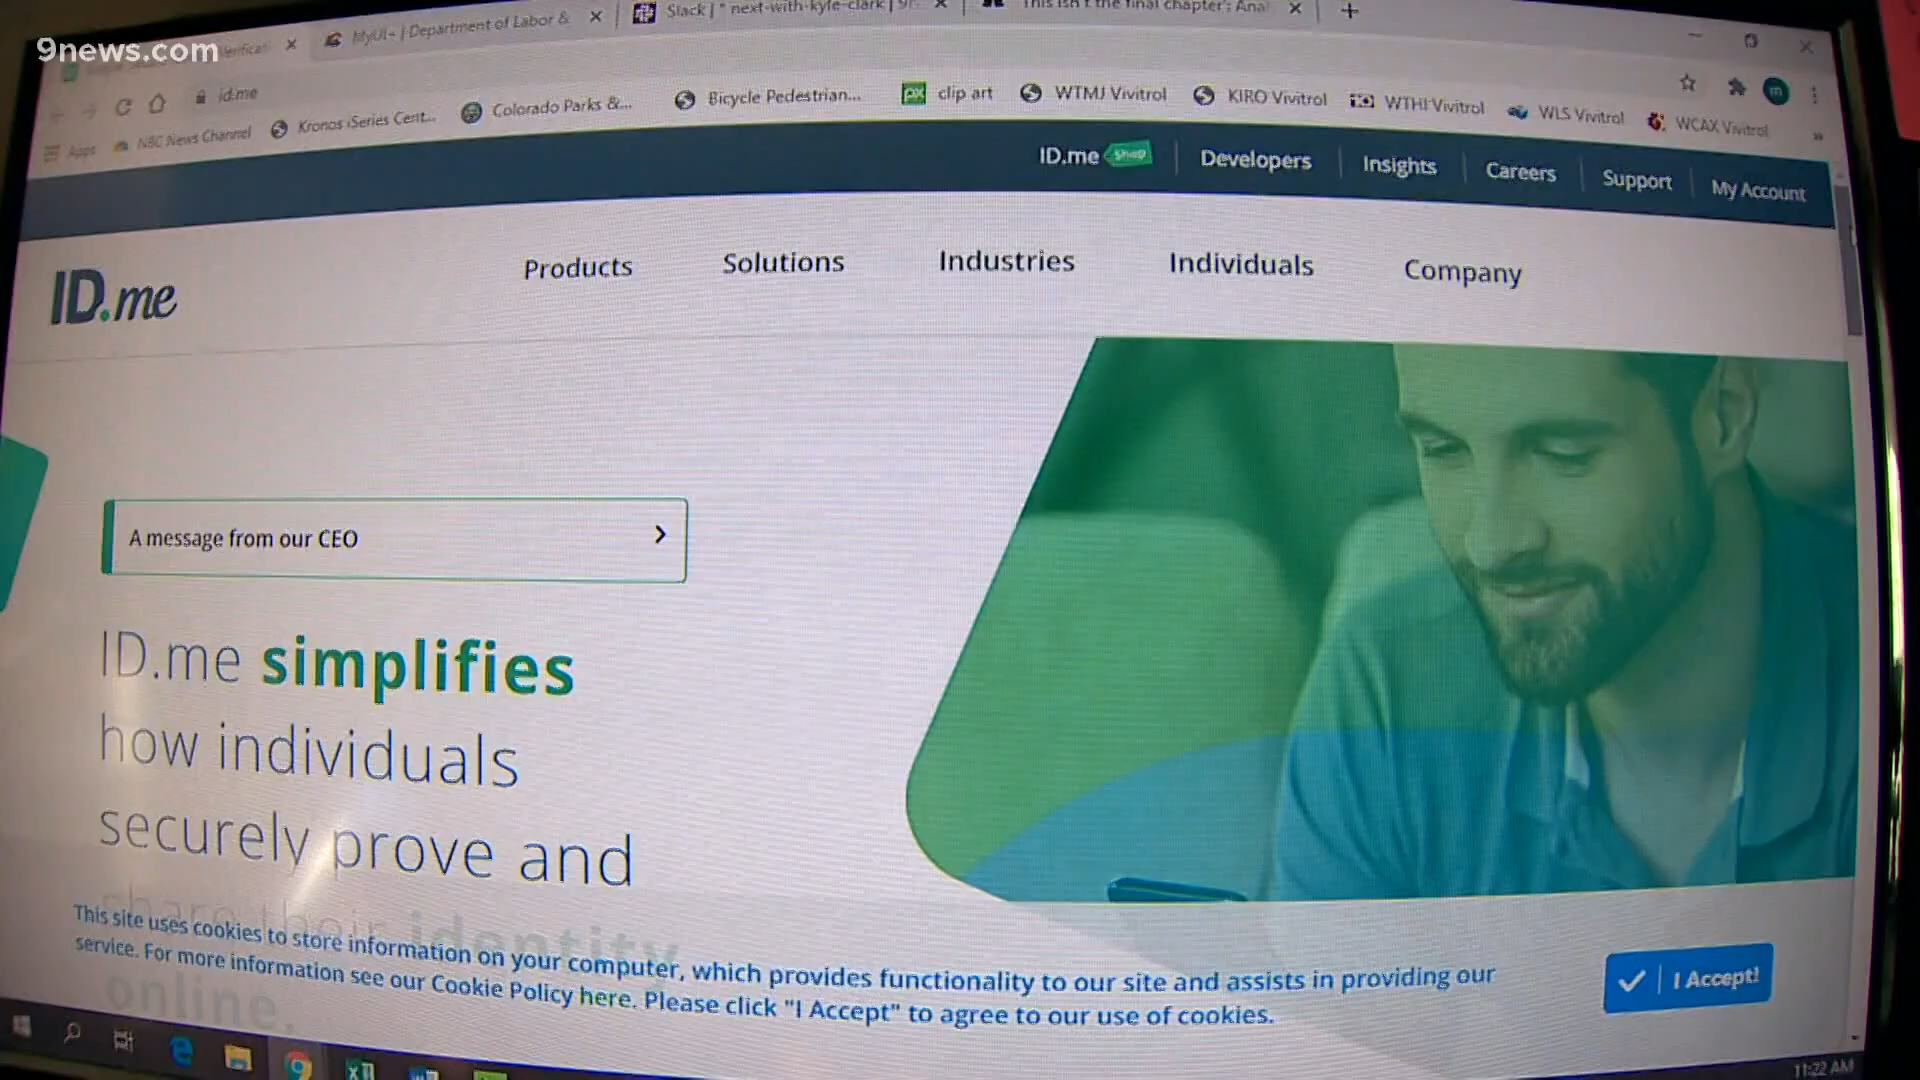 9news.com
MyUI+ | Department of Labor &
Slack | * next-with-kyle-clark | 9
This isn't the final chapter': Ana
id.me
Apps
NBC News Channel
Kronos iSeries Cent...
Colorado Parks &...
Bicycle Pedestrian...
px
clip art
WTMJ Vivitrol
KIRO Vivitrol
WTHI Vivitrol
WLS Vivitrol
WCAX Vivitrol
»
ID.me Shop
Developers
Insights
Careers
Support
My Account
ID.me
Products
Solutions
Industries
Individuals
Company
A message from our CEO
ID.me simplifies
how individuals
securely prove and
share their identity
online.
This site uses cookies to store information on your computer, which provides functionality to our site and assists in providing our
service. For more information see our Cookie Policy here. Please click "I Accept" to agree to our use of cookies.
I Accept!
11:22 AM